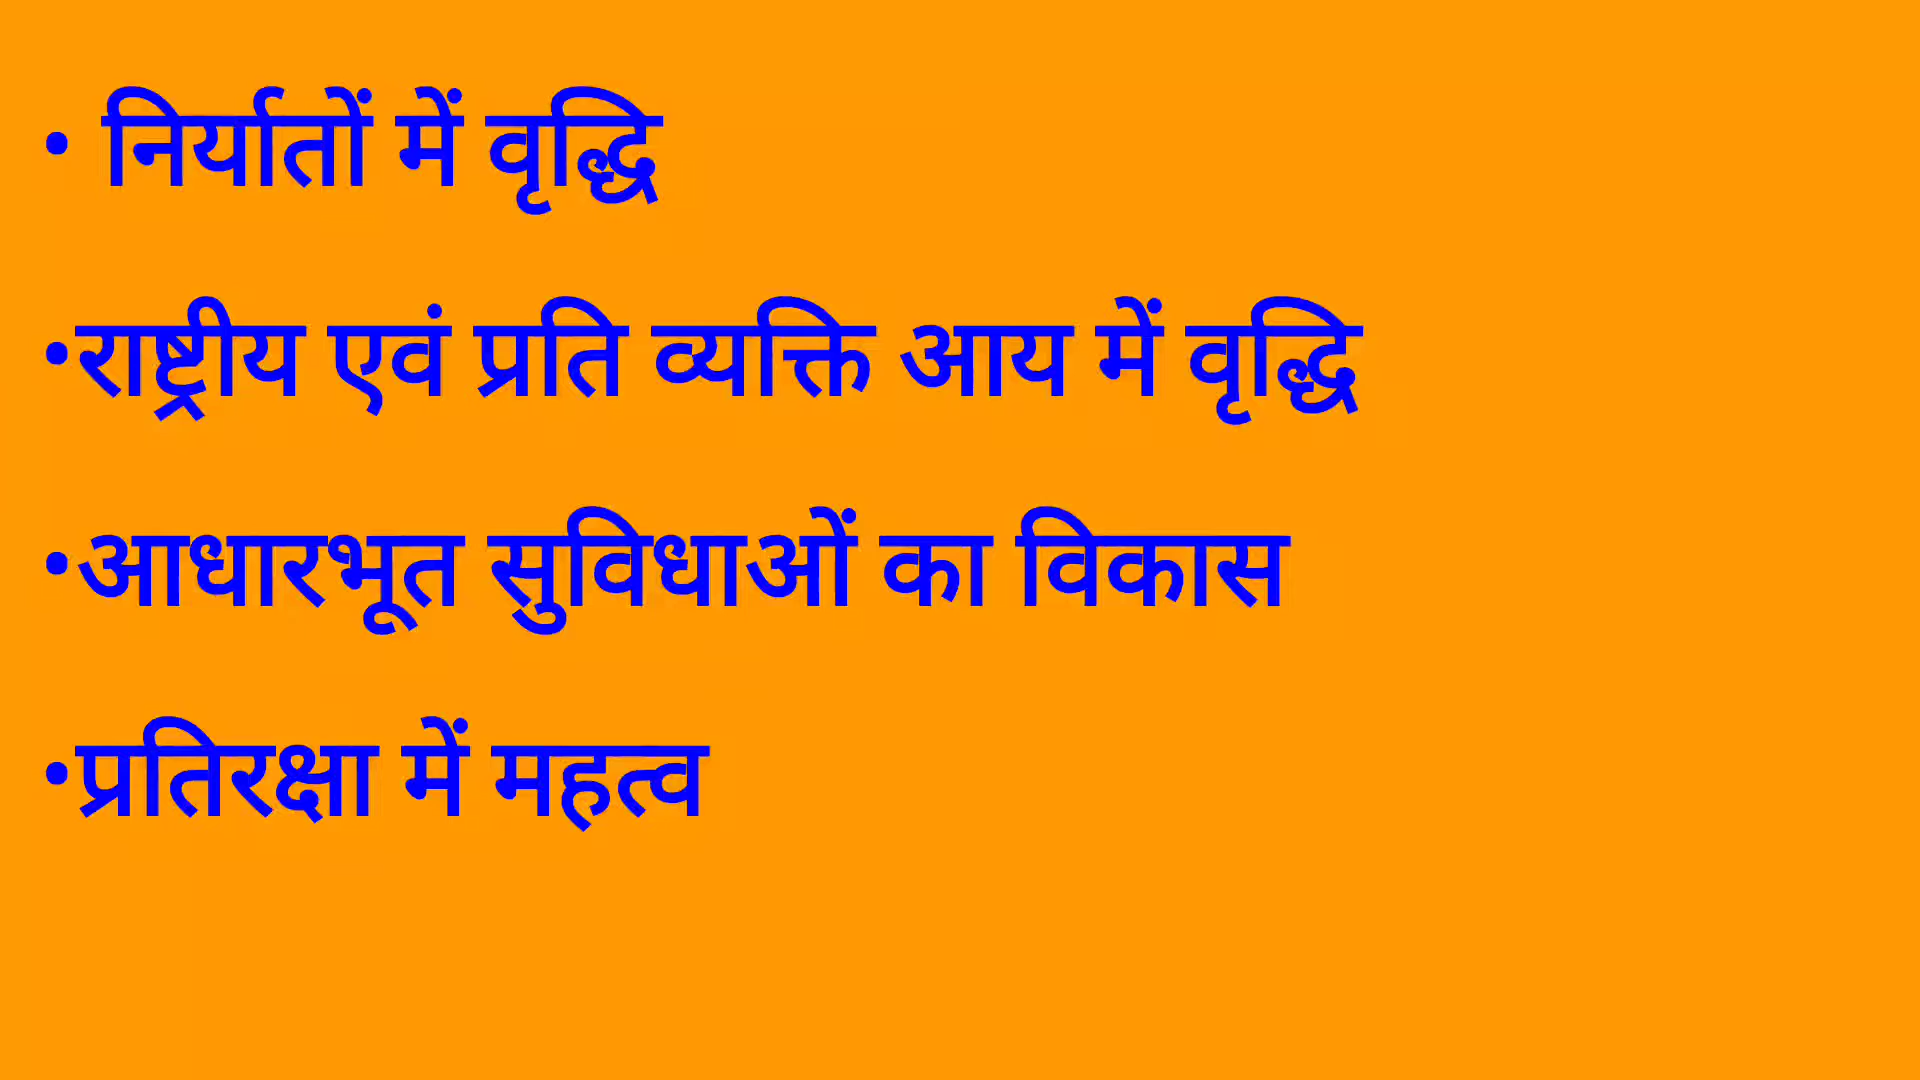 • निर्यातों में वृद्धि
•राष्ट्रीय एवं प्रति व्यक्ति आय में वृद्धि
•आधारभूत सुविधाओं का विकास
•प्रतिरक्षा में महत्व